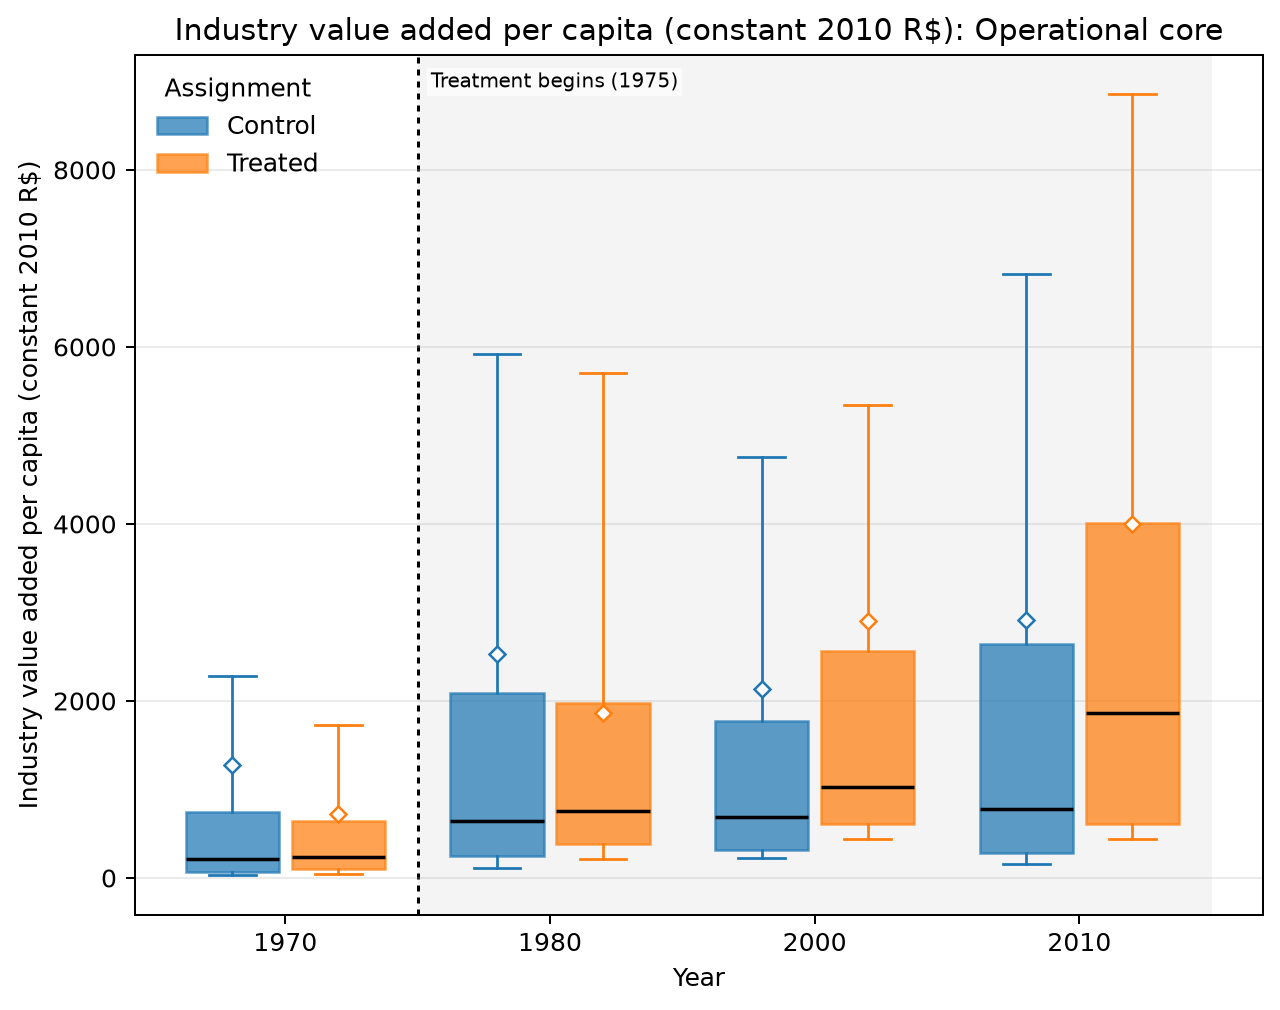 Industry value added per capita (constant 2010 R$): Operational core
Treatment begins (1975)
Assignment
Control
Treated
Industry value added per capita (constant 2010 R$)
8000
6000
4000
2000
0
1970
1980
2000
2010
Year